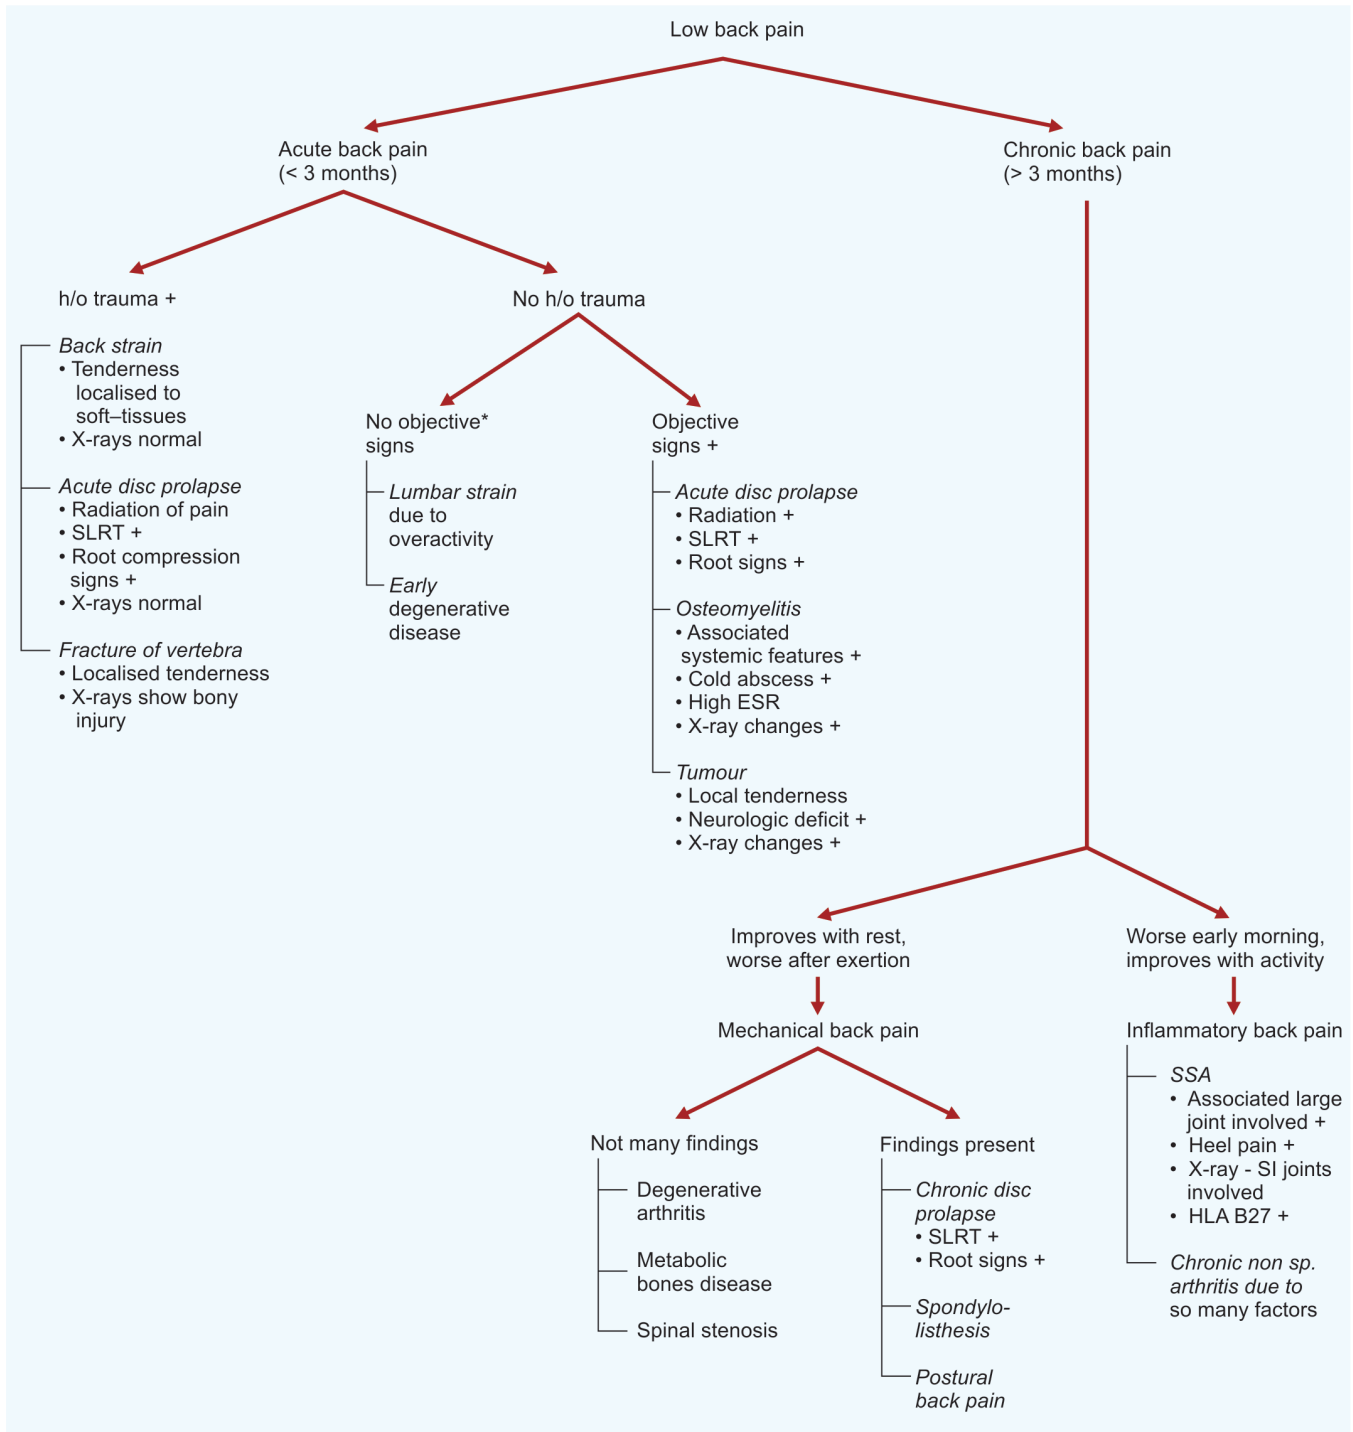 Low back pain
Acute back pain
(< 3 months)
Chronic back pain
(> 3 months)
h/o trauma +
No h/o trauma
Back strain
• Tenderness
localised to
soft–tissues
• X-rays normal
Acute disc prolapse
• Radiation of pain
• SLRT +
• Root compression
signs +
• X-rays normal
Fracture of vertebra
• Localised tenderness
• X-rays show bony
injury
No objective*
signs
Lumbar strain
due to
overactivity
Early
degenerative
disease
Objective
signs +
Acute disc prolapse
• Radiation +
• SLRT +
• Root signs +
Osteomyelitis
• Associated
systemic features +
• Cold abscess +
• High ESR
• X-ray changes +
Tumour
• Local tenderness
• Neurologic deficit +
• X-ray changes +
Improves with rest,
worse after exertion
Mechanical back pain
Not many findings
Degenerative
arthritis
Metabolic
bones disease
Spinal stenosis
Findings present
Chronic disc
prolapse
• SLRT +
• Root signs +
Spondylo-
listhesis
Postural
back pain
Worse early morning,
improves with activity
Inflammatory back pain
SSA
• Associated large
joint involved +
• Heel pain +
• X-ray - SI joints
involved
• HLA B27 +
Chronic non sp.
arthritis due to
so many factors